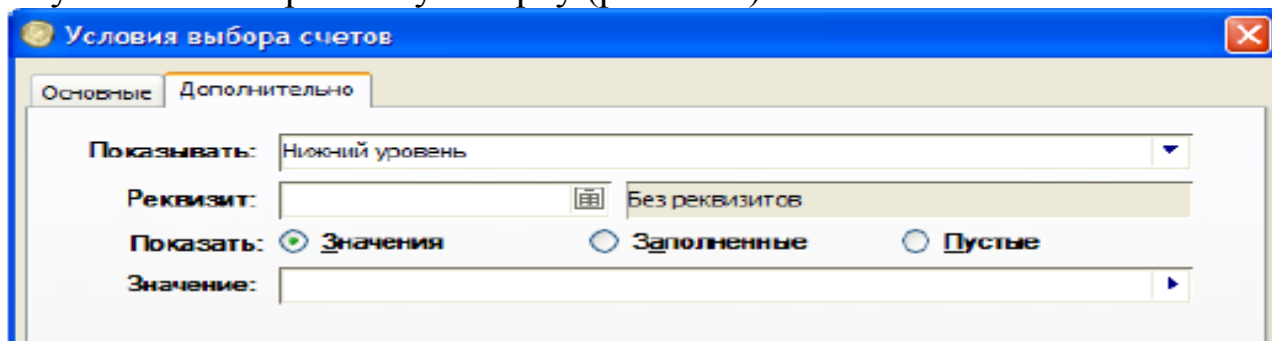 Условия выбора счетов
Основные Дополнительно
Показывать: Нижний уровень
Реквизит: Без реквизитов
Показать: Значения Заполненные Пустые
Значение: